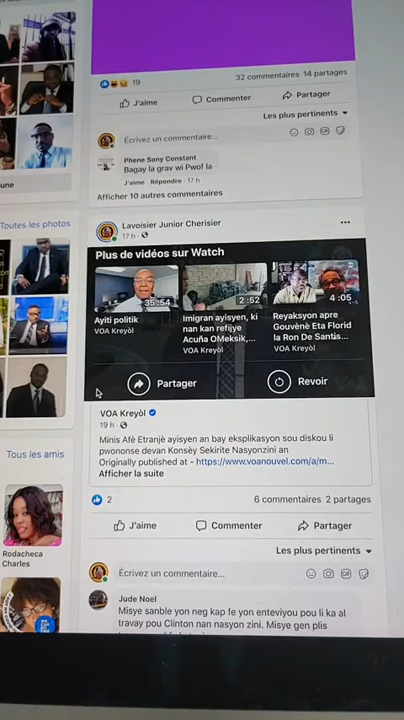 19
32 commentaires 14 partages
J'aime
Commenter
Partager
Les plus pertinents
Écrivez un commentaire...
Phene Sony Constant
Bagay la grav wi Pwof la
J'aime · Répondre · 17 h
Afficher 10 autres commentaires
une
Toutes les photos
Lavoisier Junior Cherisier
17 h ·
Plus de vidéos sur Watch
35:54
2:52
4:05
Ayiti politik
VOA Kreyòl
Imigran ayisyen, ki
nan kan refijye
Acuña OMeksik,...
VOA Kreyòl
Reyaksyon apre
Gouvènè Eta Florid
la Ron De Santis...
VOA Kreyòl
Partager
Revoir
VOA Kreyòl
19 h ·
Minis Afè Etranjè ayisyen an bay eksplikasyon sou diskou li
pwononse devan Konsèy Sekirite Nasyonzini an
Originally published at - https://www.voanouvel.com/a/m...
Afficher la suite
2
6 commentaires 2 partages
J'aime
Commenter
Partager
Les plus pertinents
Tous les amis
Rodacheca
Charles
Écrivez un commentaire...
Jude Noel
Misye sanble yon neg kap fe yon enteviyou pou li ka al
travay pou Clinton nan nasyon zini. Misye gen plis